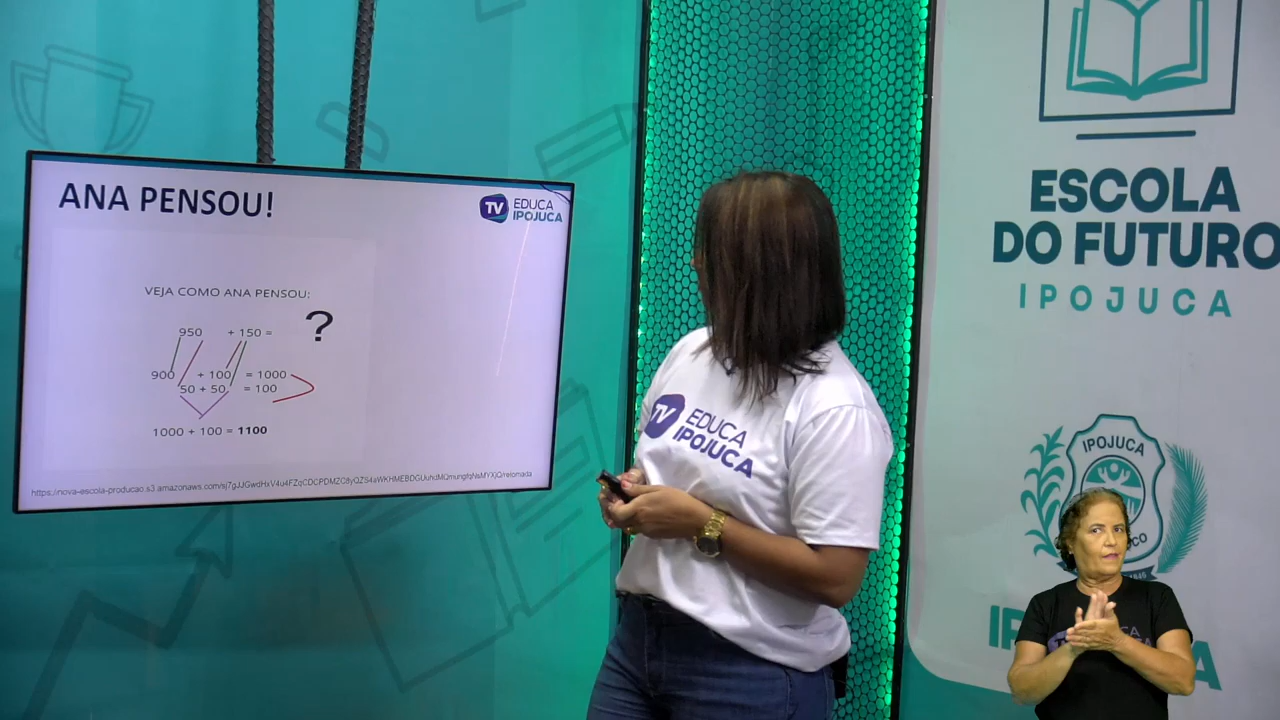 ANA PENSOU!
TV EDUCA
IPOJUCA
VEJA COMO ANA PENSOU:
950 + 150 =
?
900 + 100 = 1000
50 + 50 = 100
1000 + 100 = 1100
TV EDUCA
IPOJUCA
ESCOLA
DO FUTURO
IPOJUCA
IPOJUCA